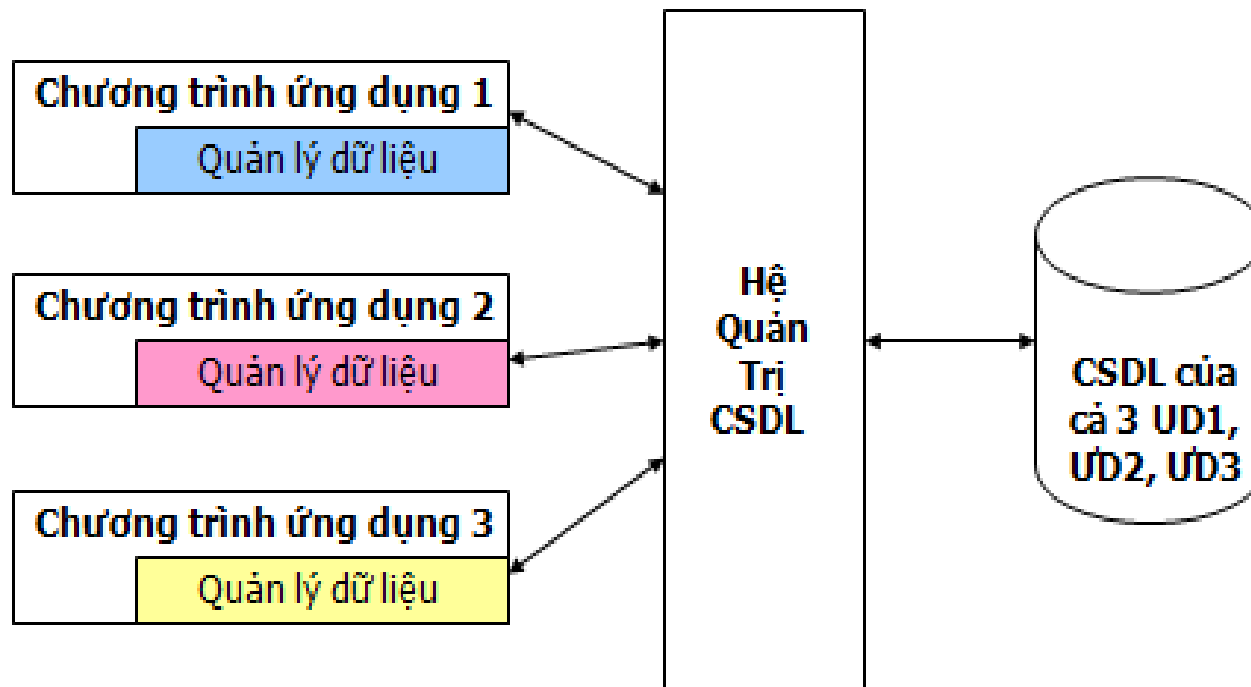 Chương trình ứng dụng 1
Quản lý dữ liệu
Chương trình ứng dụng 2
Quản lý dữ liệu
Chương trình ứng dụng 3
Quản lý dữ liệu
Hệ
Quản
Trị
CSDL
CSDL của
cả 3 UD1,
ƯD2, ƯD3